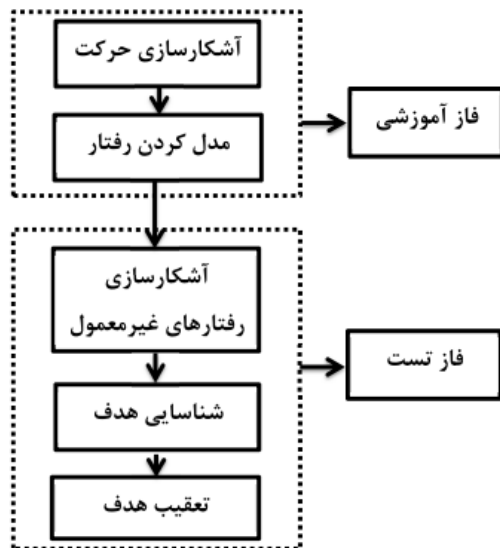 آشکارسازی حرکت
فاز آموزشی
مدل کردن رفتار
آشکارسازی
رفتارهای غیرمعمول
فاز تست
شناسایی هدف
تعقیب هدف